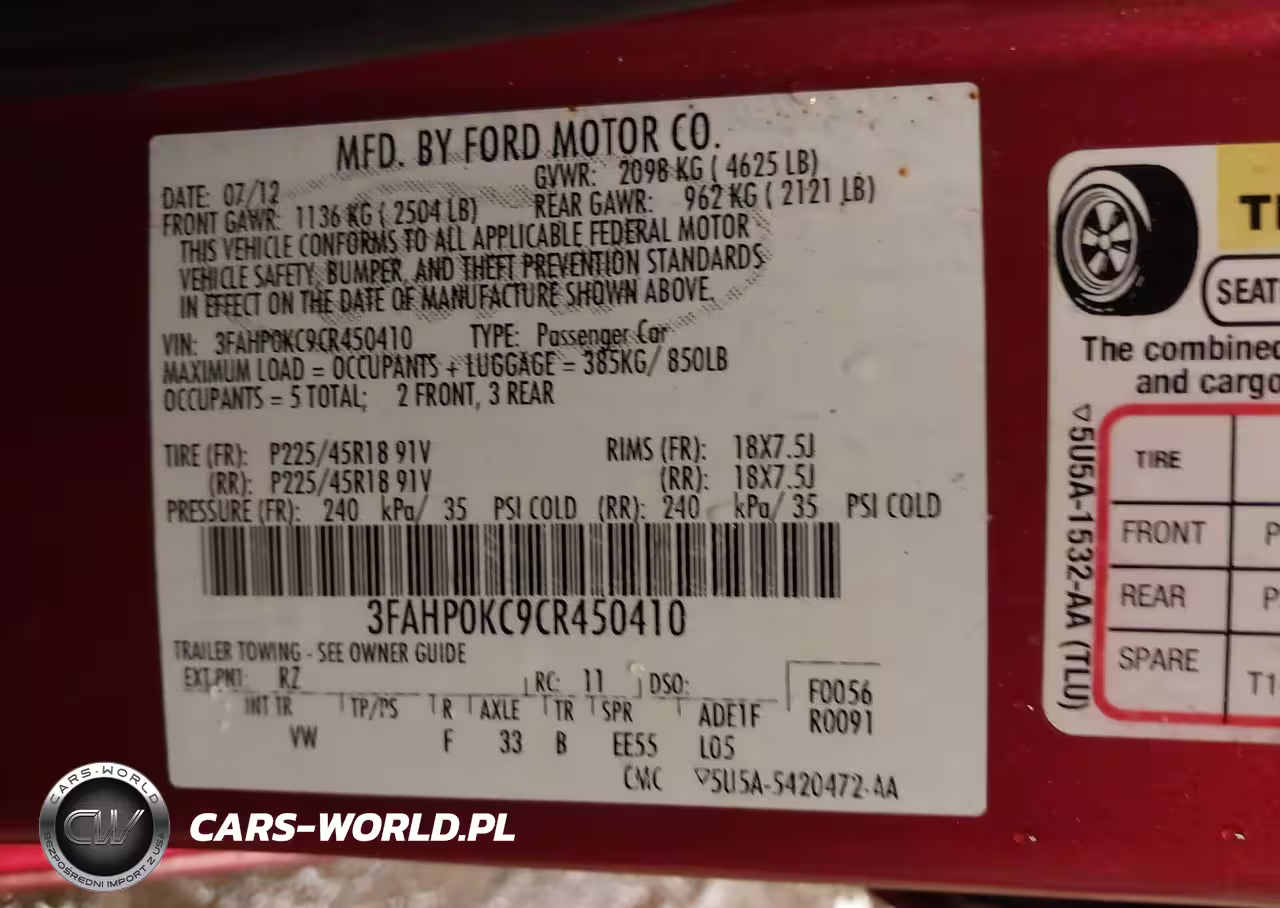 MFD. BY FORD MOTOR CO.
DATE: 07/12
GVWR: 2098 KG ( 4625 LB)
FRONT GAWR: 1136 KG ( 2504 LB)
REAR GAWR: 962 KG ( 2121 LB)
THIS VEHICLE CONFORMS TO ALL APPLICABLE FEDERAL MOTOR
VEHICLE SAFETY, BUMPER, AND THEFT PREVENTION STANDARDS
IN EFFECT ON THE DATE OF MANUFACTURE SHOWN ABOVE.
VIN: 3FAHP0KC9CR450410 TYPE: Passenger Car
MAXIMUM LOAD = OCCUPANTS + LUGGAGE = 385KG/ 850LB
OCCUPANTS = 5 TOTAL; 2 FRONT, 3 REAR
TIRE (FR): P225/45R18 91V RIMS (FR): 18X7.5J
(RR): P225/45R18 91V (RR): 18X7.5J
PRESSURE (FR): 240 kPa/ 35 PSI COLD (RR): 240 kPa/ 35 PSI COLD
3FAHP0KC9CR450410
TRAILER TOWING - SEE OWNER GUIDE
EXT PNT: RZ RC: 11 DSO:
F0056
R0091
INT TR TP/PS R AXLE TR SPR ADE1F
VW F 33 B EE55 L05
CMC ▽5U5A-5420472-AA
SEAT
The combined
and cargo
▽5U5A-1532-AA (TLU)
TIRE
FRONT P
REAR P
SPARE T1
CARS-WORLD
CW
BEZPOŚREDNI IMPORT Z USA
CARS-WORLD.PL